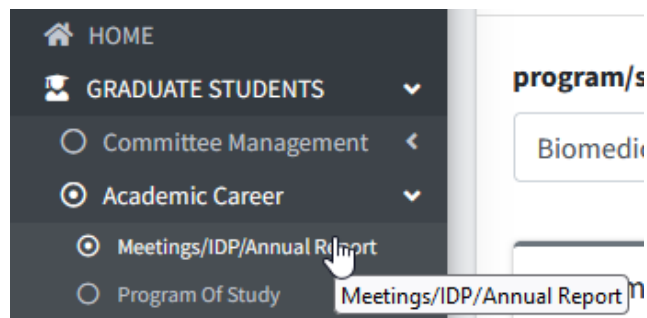 HOME
GRADUATE STUDENTS
program/s
Committee Management
Biomedi
Academic Career
Meetings/IDP/Annual Report
Program Of Study
Meetings/IDP/Annual Report